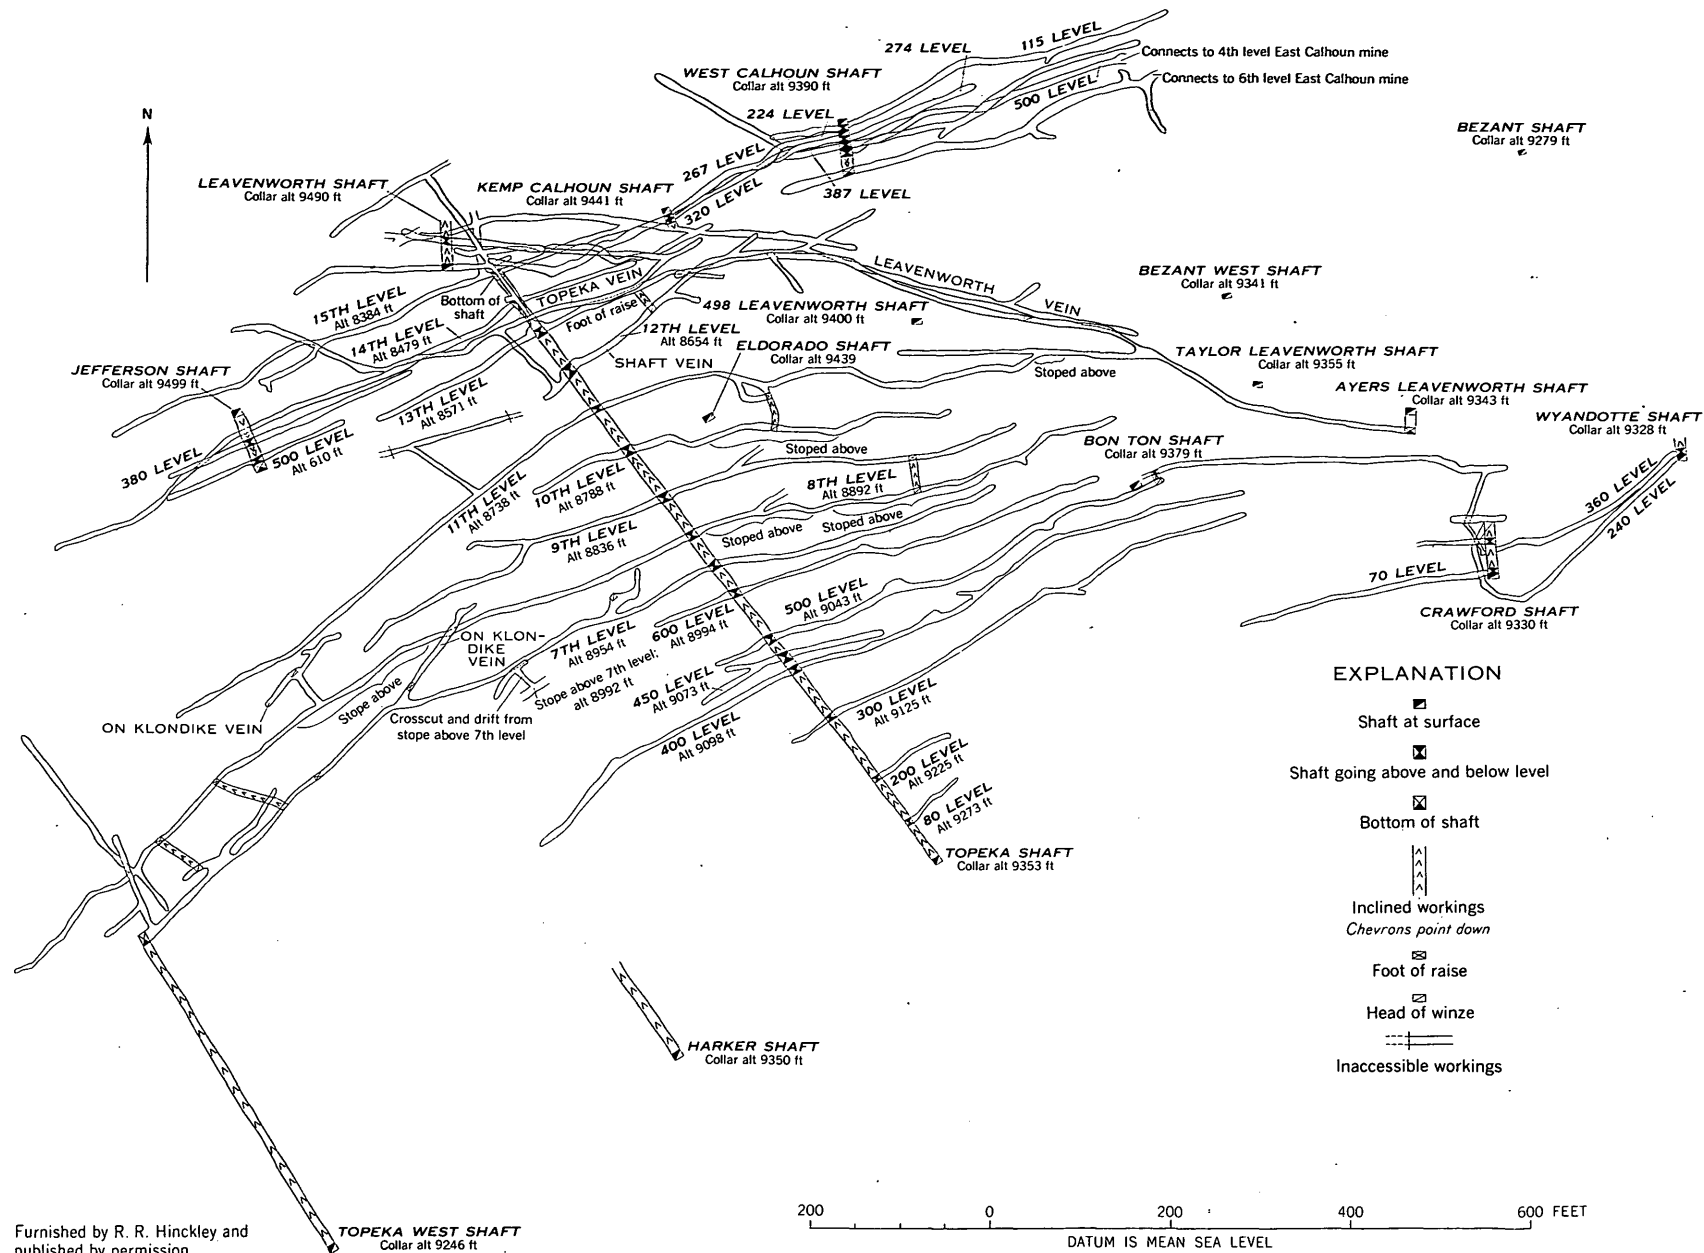 274 LEVEL
115 LEVEL
Connects to 4th level East Calhoun mine
WEST CALHOUN SHAFT
Collar alt 9390 ft
Connects to 6th level East Calhoun mine
500 LEVEL
N
224 LEVEL
BEZANT SHAFT
Collar alt 9279 ft
267 LEVEL
LEAVENWORTH SHAFT
Collar alt 9490 ft
KEMP CALHOUN SHAFT
Collar alt 9441 ft
320 LEVEL
387 LEVEL
LEAVENWORTH
VEIN
BEZANT WEST SHAFT
Collar alt 9341 ft
TOPEKA VEIN
15TH LEVEL
Alt 8384 ft
Bottom of
shaft
Foot of raise
498 LEAVENWORTH SHAFT
Collar alt 9400 ft
14TH LEVEL
Alt 8479 ft
12TH LEVEL
Alt 8654 ft
ELDORADO SHAFT
Collar alt 9439
SHAFT VEIN
TAYLOR LEAVENWORTH SHAFT
Collar alt 9355 ft
Stoped above
JEFFERSON SHAFT
Collar alt 9499 ft
AYERS LEAVENWORTH SHAFT
Collar alt 9343 ft
13TH LEVEL
Alt 8571 ft
WYANDOTTE SHAFT
Collar alt 9328 ft
380 LEVEL
500 LEVEL
Alt 610 ft
Stoped above
BON TON SHAFT
Collar alt 9379 ft
11TH LEVEL
Alt 8738 ft
10TH LEVEL
Alt 8788 ft
8TH LEVEL
Alt 8892 ft
360 LEVEL
240 LEVEL
9TH LEVEL
Alt 8836 ft
Stoped above
Stoped above
70 LEVEL
CRAWFORD SHAFT
Collar alt 9330 ft
500 LEVEL
Alt 9043 ft
600 LEVEL
Alt 8994 ft
7TH LEVEL
Alt 8954 ft
ON KLON-
DIKE
VEIN
Stope above 7th level;
alt 8992 ft
450 LEVEL
Alt 9073 ft
Stope above
Crosscut and drift from
stope above 7th level
ON KLONDIKE VEIN
400 LEVEL
Alt 9098 ft
300 LEVEL
Alt 9125 ft
200 LEVEL
Alt 9225 ft
80 LEVEL
Alt 9273 ft
TOPEKA SHAFT
Collar alt 9353 ft
EXPLANATION
Shaft at surface
Shaft going above and below level
Bottom of shaft
Inclined workings
Chevrons point down
Foot of raise
Head of winze
Inaccessible workings
HARKER SHAFT
Collar alt 9350 ft
TOPEKA WEST SHAFT
Collar alt 9246 ft
Furnished by R. R. Hinckley and
published by permission
200 0 200 400 600 FEET
DATUM IS MEAN SEA LEVEL